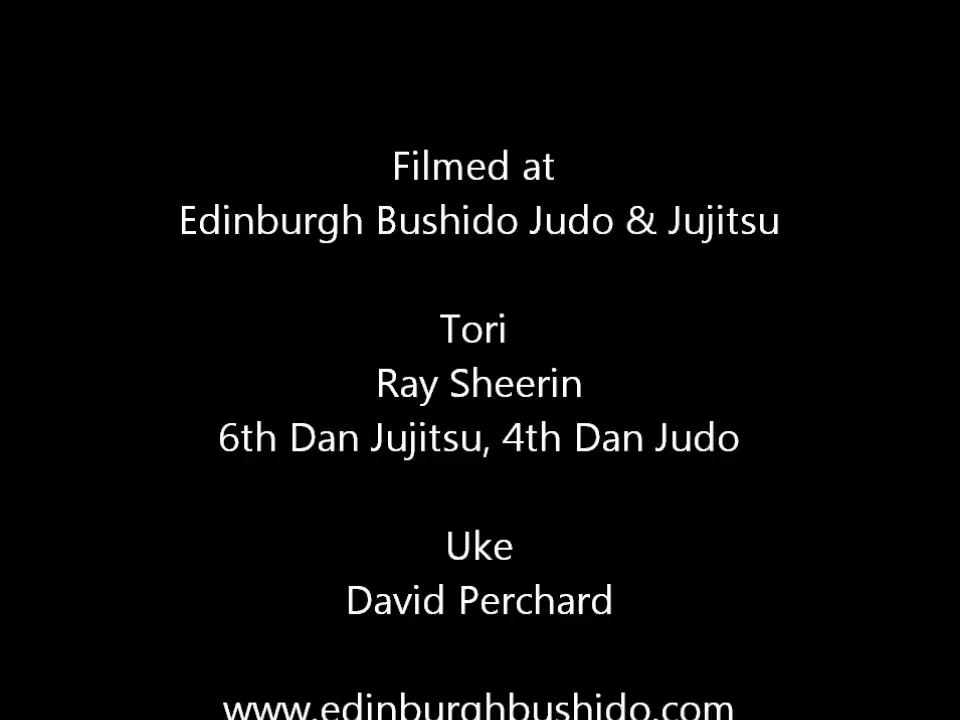 Filmed at
Edinburgh Bushido Judo & Jujitsu
Tori
Ray Sheerin
6th Dan Jujitsu, 4th Dan Judo
Uke
David Perchard
www.edinburghbushido.com